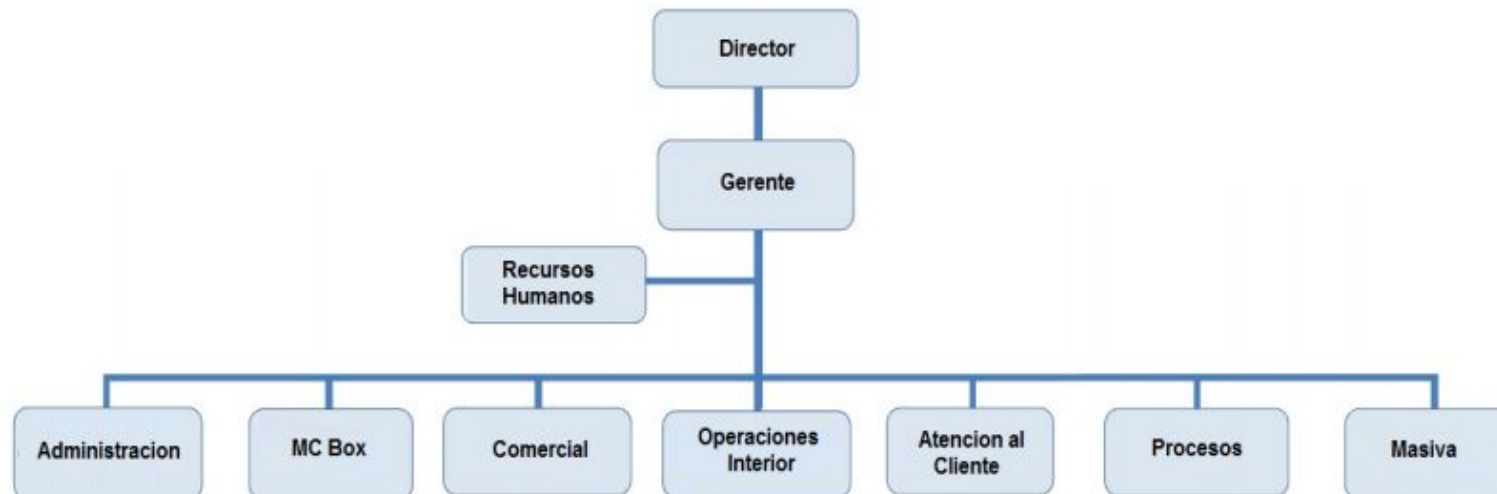 Director
Gerente
Recursos
Humanos
Administracion
MC Box
Comercial
Operaciones
Interior
Atencion al
Cliente
Procesos
Masiva